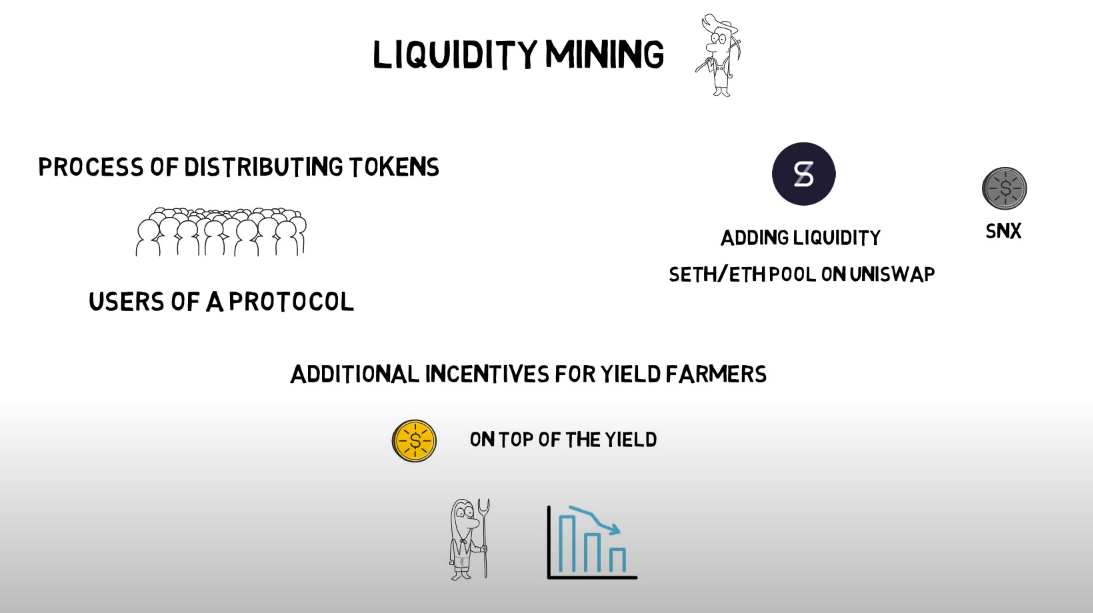 LIQUIDITY MINING
PROCESS OF DISTRIBUTING TOKENS
USERS OF A PROTOCOL
S
ADDING LIQUIDITY
SETH/ETH POOL ON UNISWAP
$
SNX
ADDITIONAL INCENTIVES FOR YIELD FARMERS
$
ON TOP OF THE YIELD